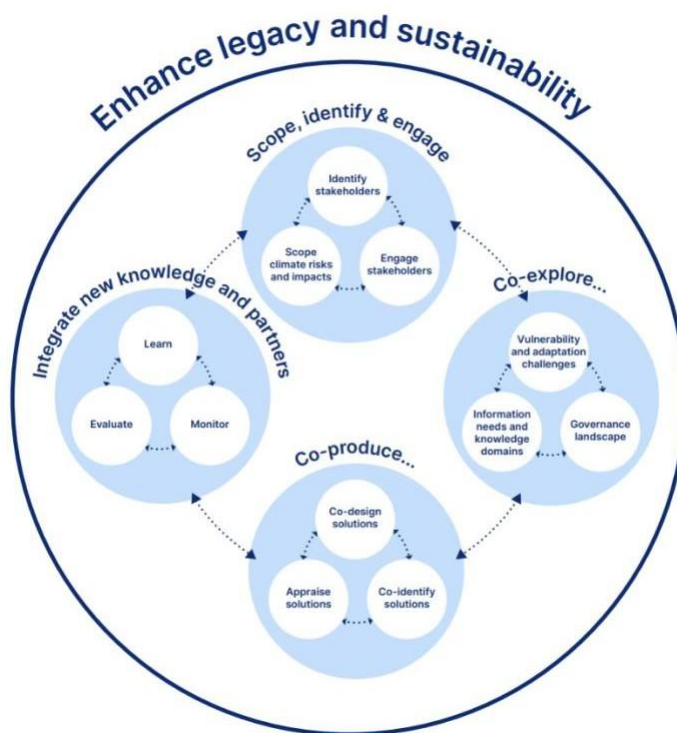 Enhance legacy and sustainability
Scope, identify & engage
Identify
stakeholders
Scope
climate risks
and impacts
Engage
stakeholders
Integrate new knowledge and partners
Learn
Evaluate
Monitor
Co-explore...
Vulnerability
and adaptation
challenges
Information
needs and
knowledge
domains
Governance
landscape
Co-produce...
Co-design
solutions
Appraise
solutions
Co-identify
solutions